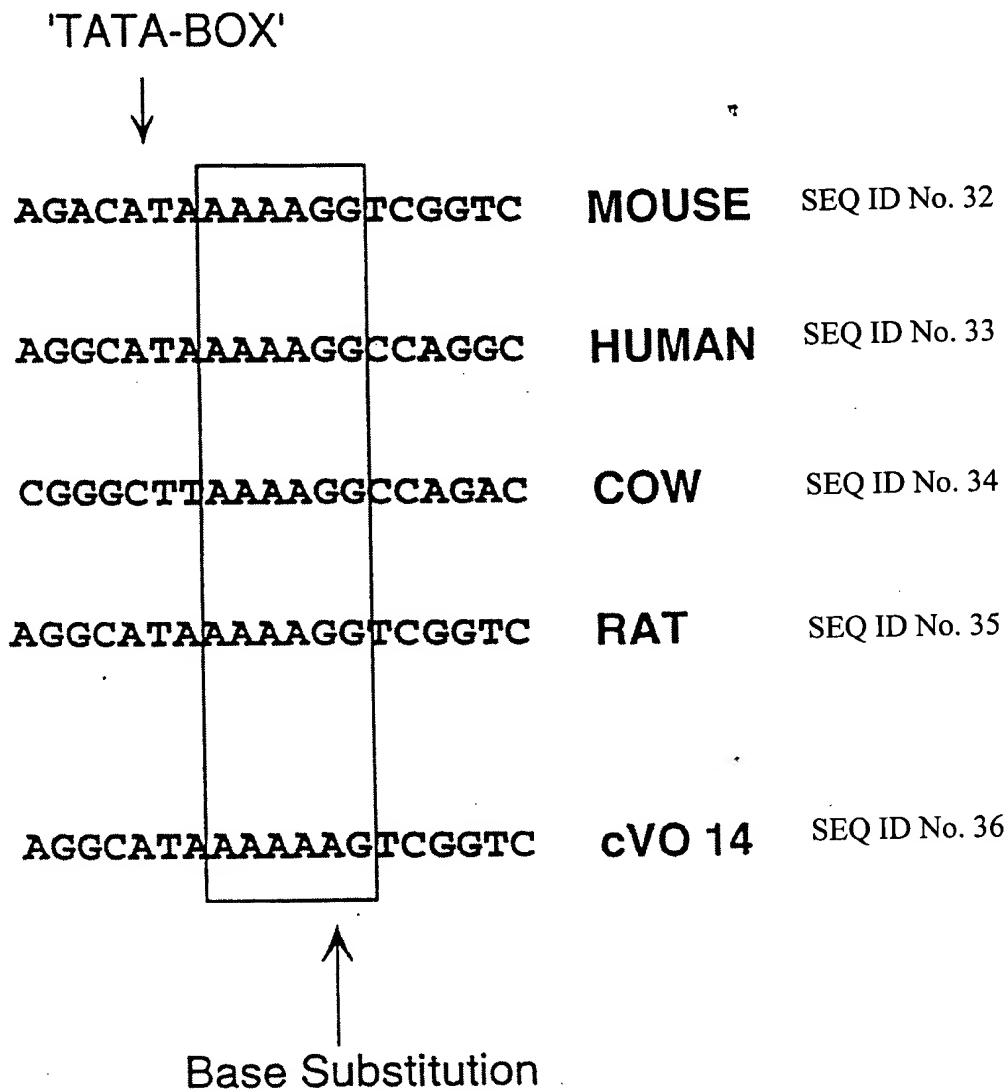 'TATA-BOX'
AGACATAAAAAGGTCGGTC MOUSE SEQ ID No. 32
AGGCATAAAAAGGCCAGGC HUMAN SEQ ID No. 33
CGGGCTTAAAAGGCCAGAC COW SEQ ID No. 34
AGGCATAAAAAGGTCGGTC RAT SEQ ID No. 35
AGGCATAAAAAAGTCGGTC cVO 14 SEQ ID No. 36
Base Substitution